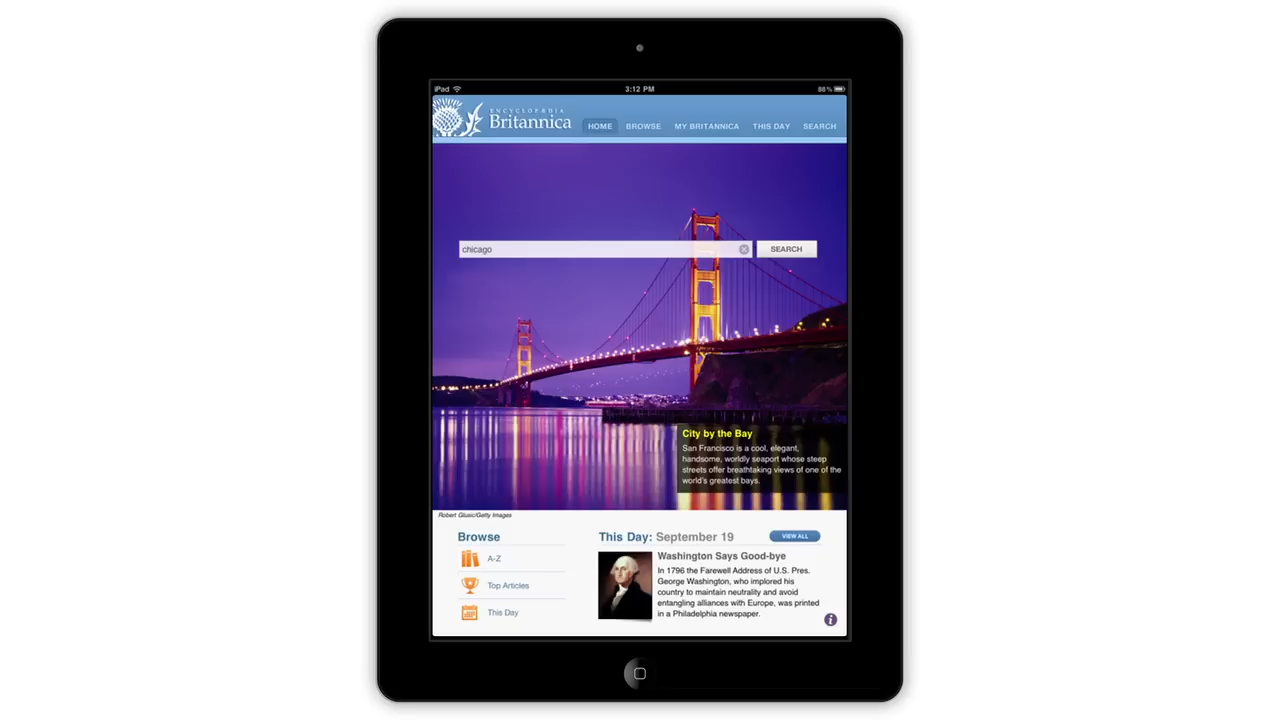 iPad 3:12 PM 88%
ENCYCLOPÆDIA
Britannica
HOME BROWSE MY BRITANNICA THIS DAY SEARCH
chicago SEARCH
City by the Bay
San Francisco is a cool, elegant,
handsome, worldly seaport whose steep
streets offer breathtaking views of one of the
world's greatest bays.
Robert Glusic/Getty Images
Browse
A-Z
Top Articles
This Day
This Day: September 19 VIEW ALL
Washington Says Good-bye
In 1796 the Farewell Address of U.S. Pres.
George Washington, who implored his
country to maintain neutrality and avoid
entangling alliances with Europe, was printed
in a Philadelphia newspaper.
i